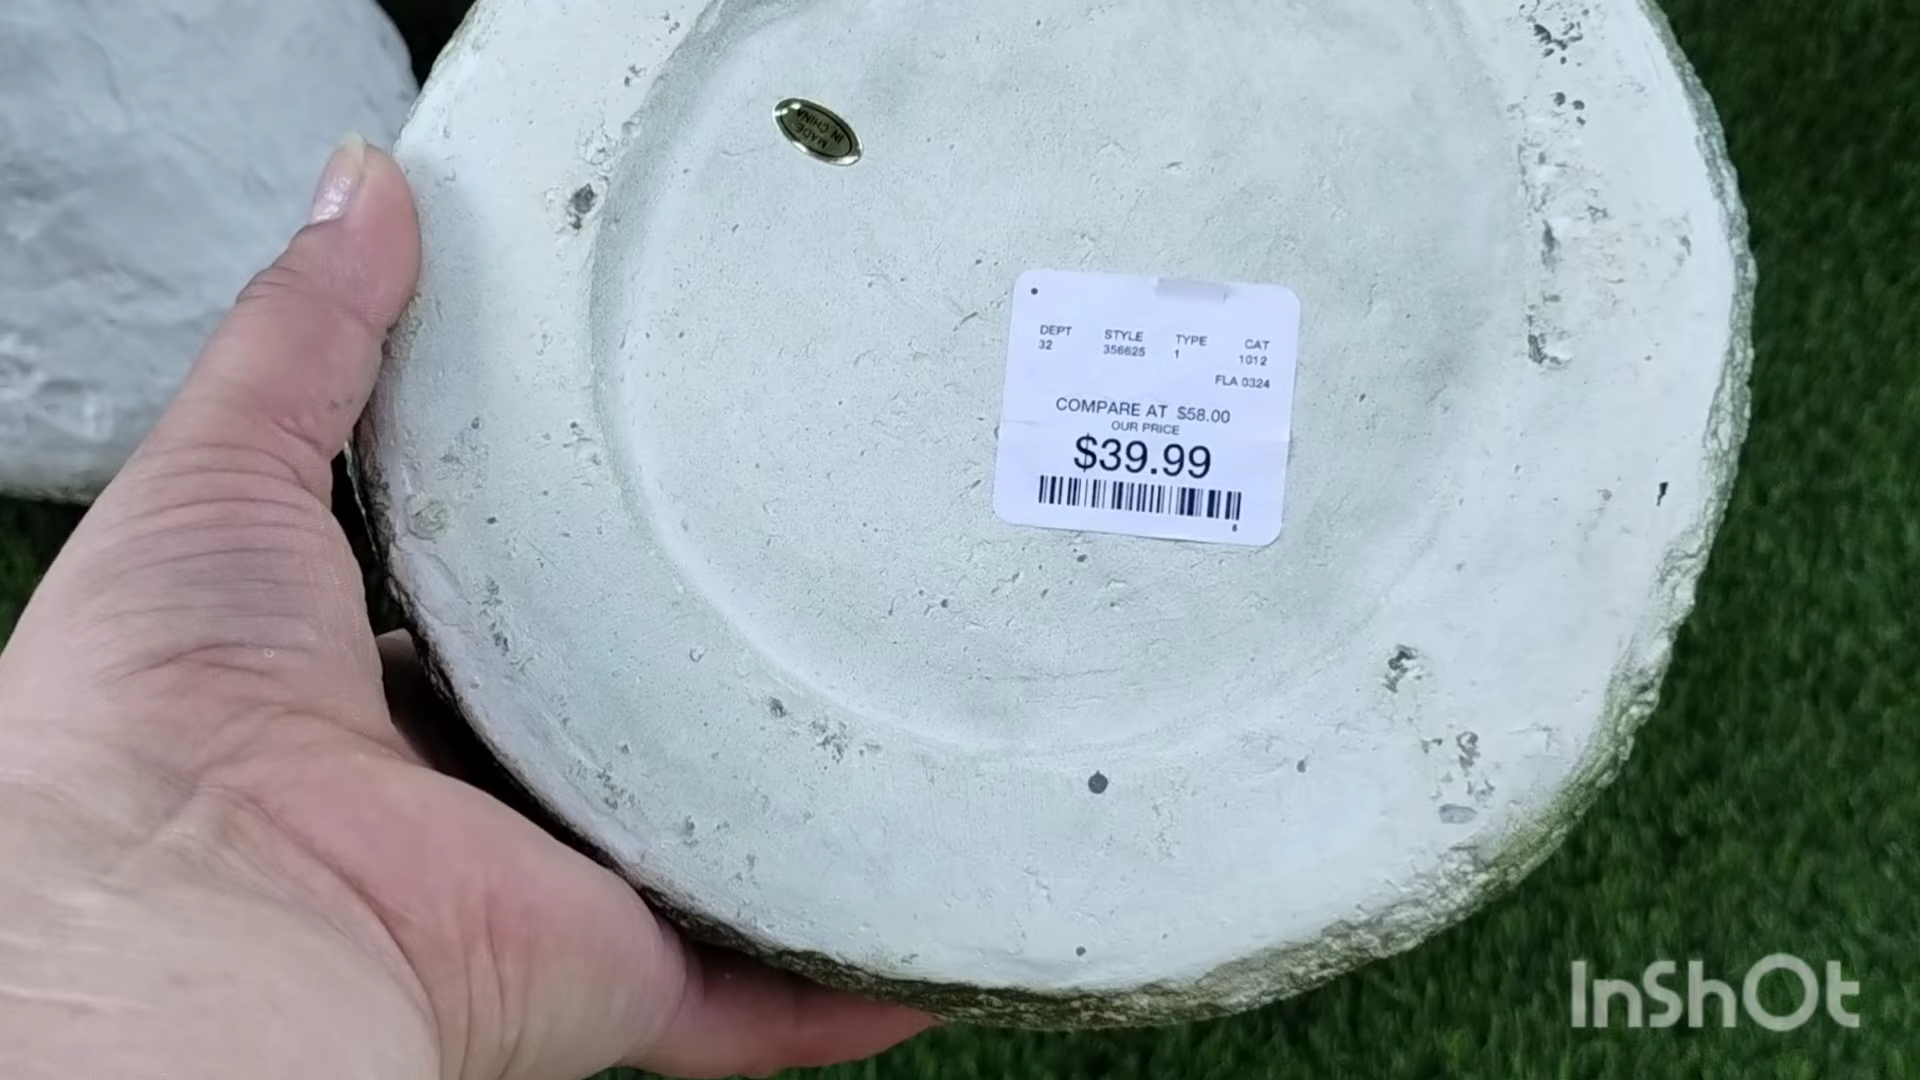 MADE
IN CHINA
DEPT STYLE TYPE CAT
32 356625 1 1012
FLA 0324
COMPARE AT $58.00
OUR PRICE
$39.99
6
InShOt